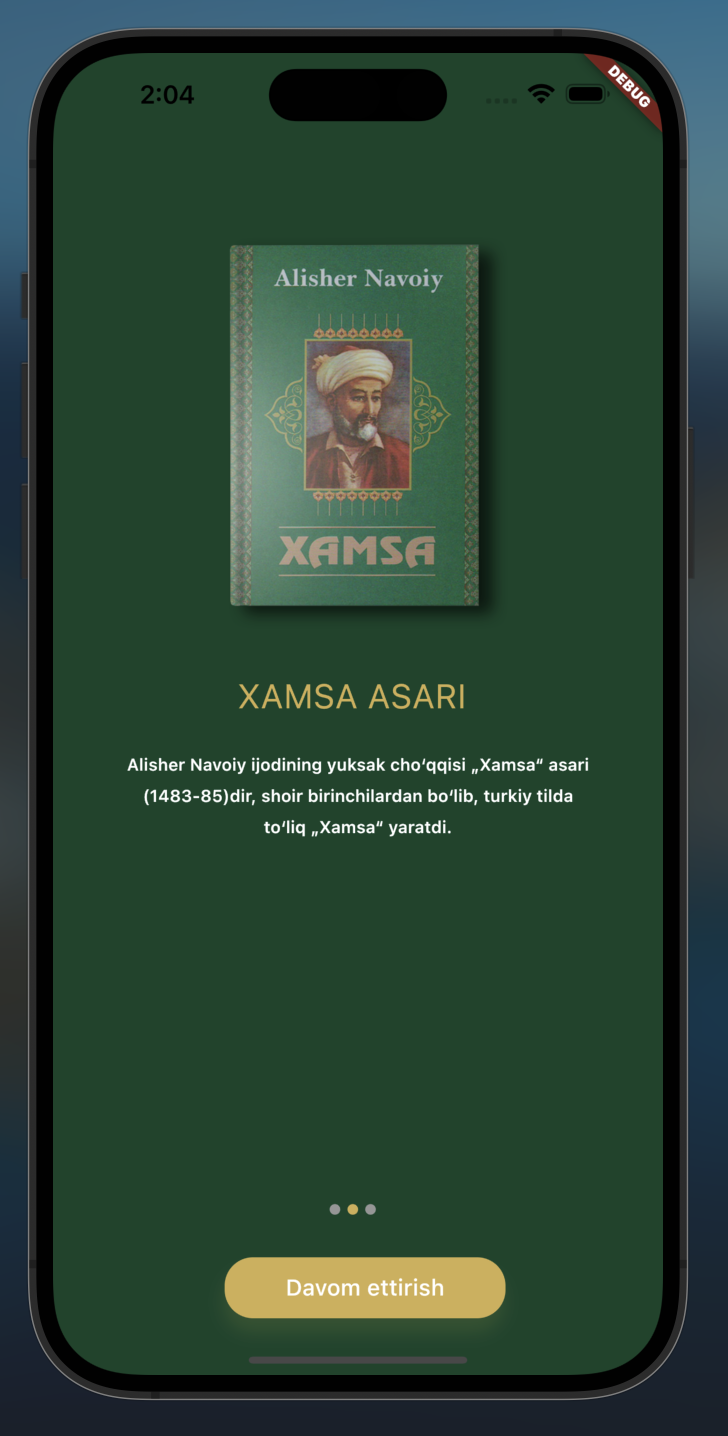 2:04
DEBUG
Alisher Navoiy
XAMSA
XAMSA ASARI
Alisher Navoiy ijodining yuksak choʻqqisi „Xamsa“ asari
(1483-85)dir, shoir birinchilardan boʻlib, turkiy tilda
toʻliq „Xamsa“ yaratdi.
Davom ettirish